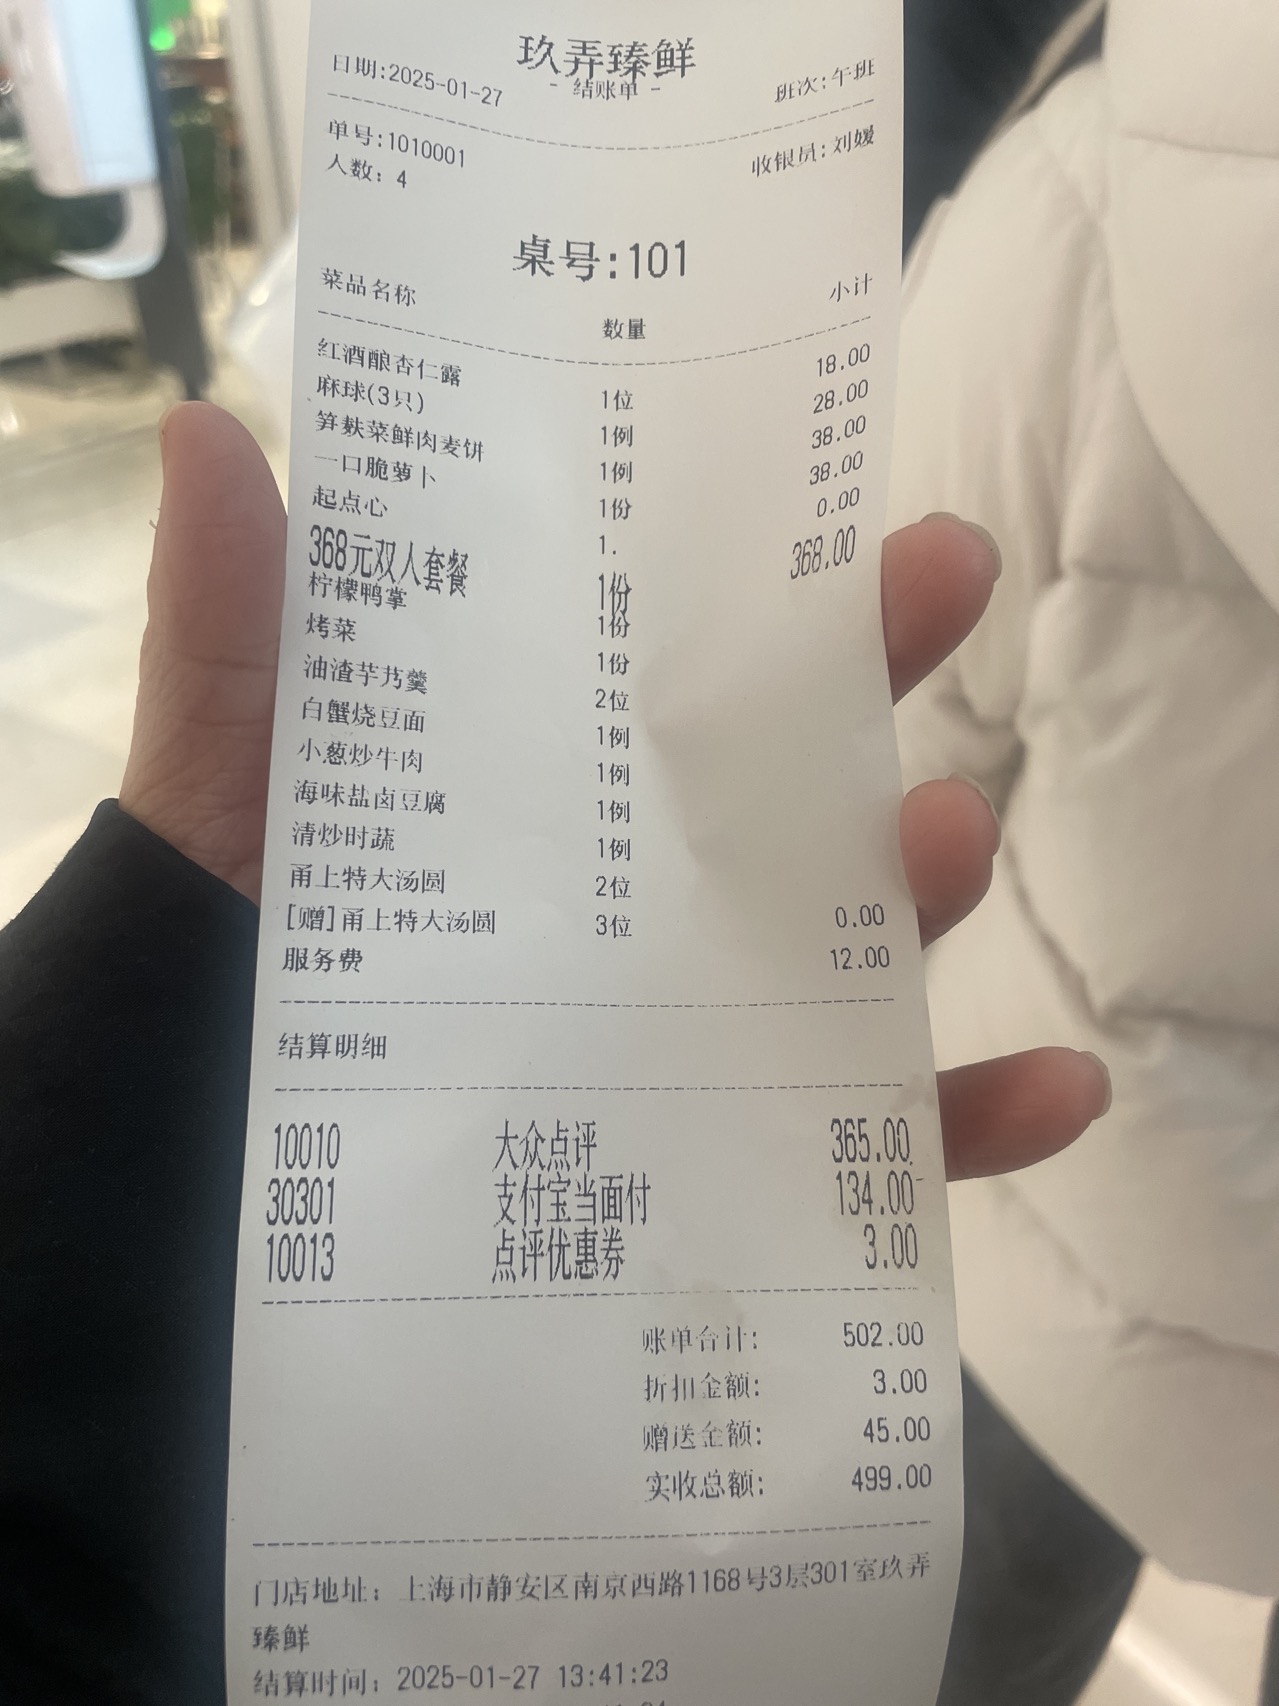 玖弄臻鲜
- 结账单 -
日期:2025-01-27 班次:午班
单号:1010001 收银员:刘媛
人数: 4
桌号:101
菜品名称 数量 小计
红酒酿杏仁露 1位 18.00
麻球(3只) 1例 28.00
笋麸菜鲜肉麦饼 1例 38.00
一口脆萝卜 1份 38.00
起点心 1. 0.00
368元双人套餐 1份 368.00
柠檬鸭掌 1份
烤菜 1份
油渣芋艿羹 2位
白蟹烧豆面 1例
小葱炒牛肉 1例
海味盐卤豆腐 1例
清炒时蔬 1例
甬上特大汤圆 2位
[赠]甬上特大汤圆 3位 0.00
服务费 12.00
结算明细
10010 大众点评 365.00
30301 支付宝当面付 134.00
10013 点评优惠券 3.00
账单合计: 502.00
折扣金额: 3.00
赠送金额: 45.00
实收总额: 499.00
门店地址: 上海市静安区南京西路1168号3层301室玖弄
臻鲜
结算时间: 2025-01-27 13:41:23